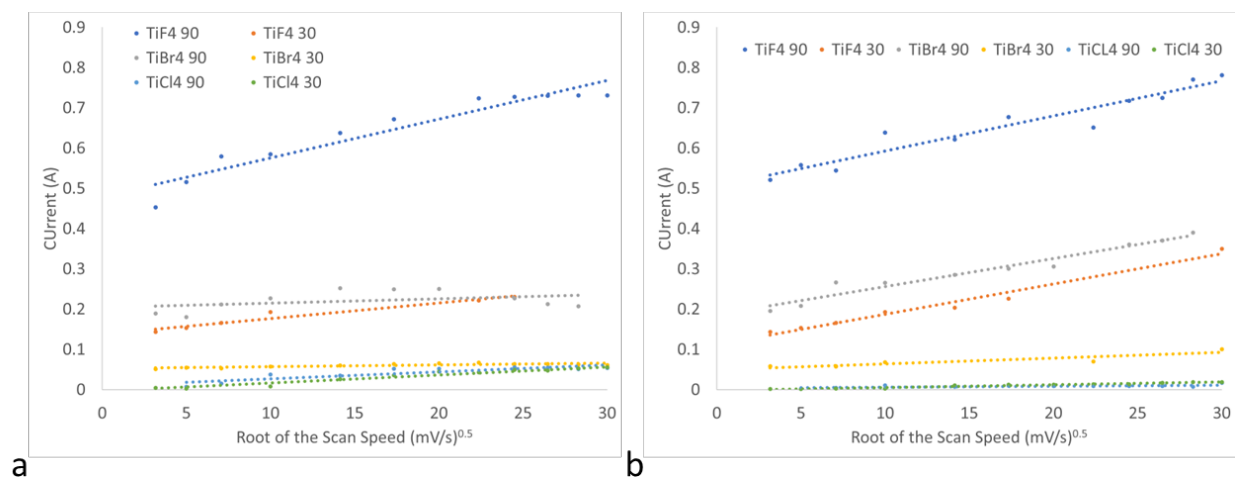 0.9
0.8
0.7
0.6
0.5
0.4
0.3
0.2
0.1
0
CUrrent (A)
TiF4 90 TiF4 30
TiBr4 90 TiBr4 30
TiCl4 90 TiCl4 30
0 5 10 15 20 25 30
Root of the Scan Speed (mV/s)⁰·⁵
a
0.9
0.8
0.7
0.6
0.5
0.4
0.3
0.2
0.1
0
CUrrent (A)
TiF4 90 TiF4 30 TiBr4 90 TiBr4 30 TiCL4 90 TiCl4 30
0 5 10 15 20 25 30
Root of the Scan Speed (mV/s)⁰·⁵
b